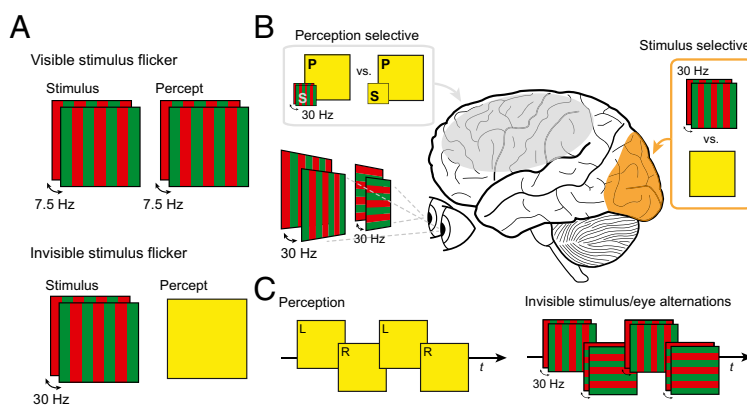 A
Visible stimulus flicker
Stimulus
Percept
7.5 Hz
7.5 Hz
Invisible stimulus flicker
Stimulus
Percept
30 Hz
B
Perception selective
P
vs.
P
S
S
30 Hz
30 Hz
30 Hz
Stimulus selective
30 Hz
vs.
C
Perception
L
L
R
R
t
Invisible stimulus/eye alternations
30 Hz
t